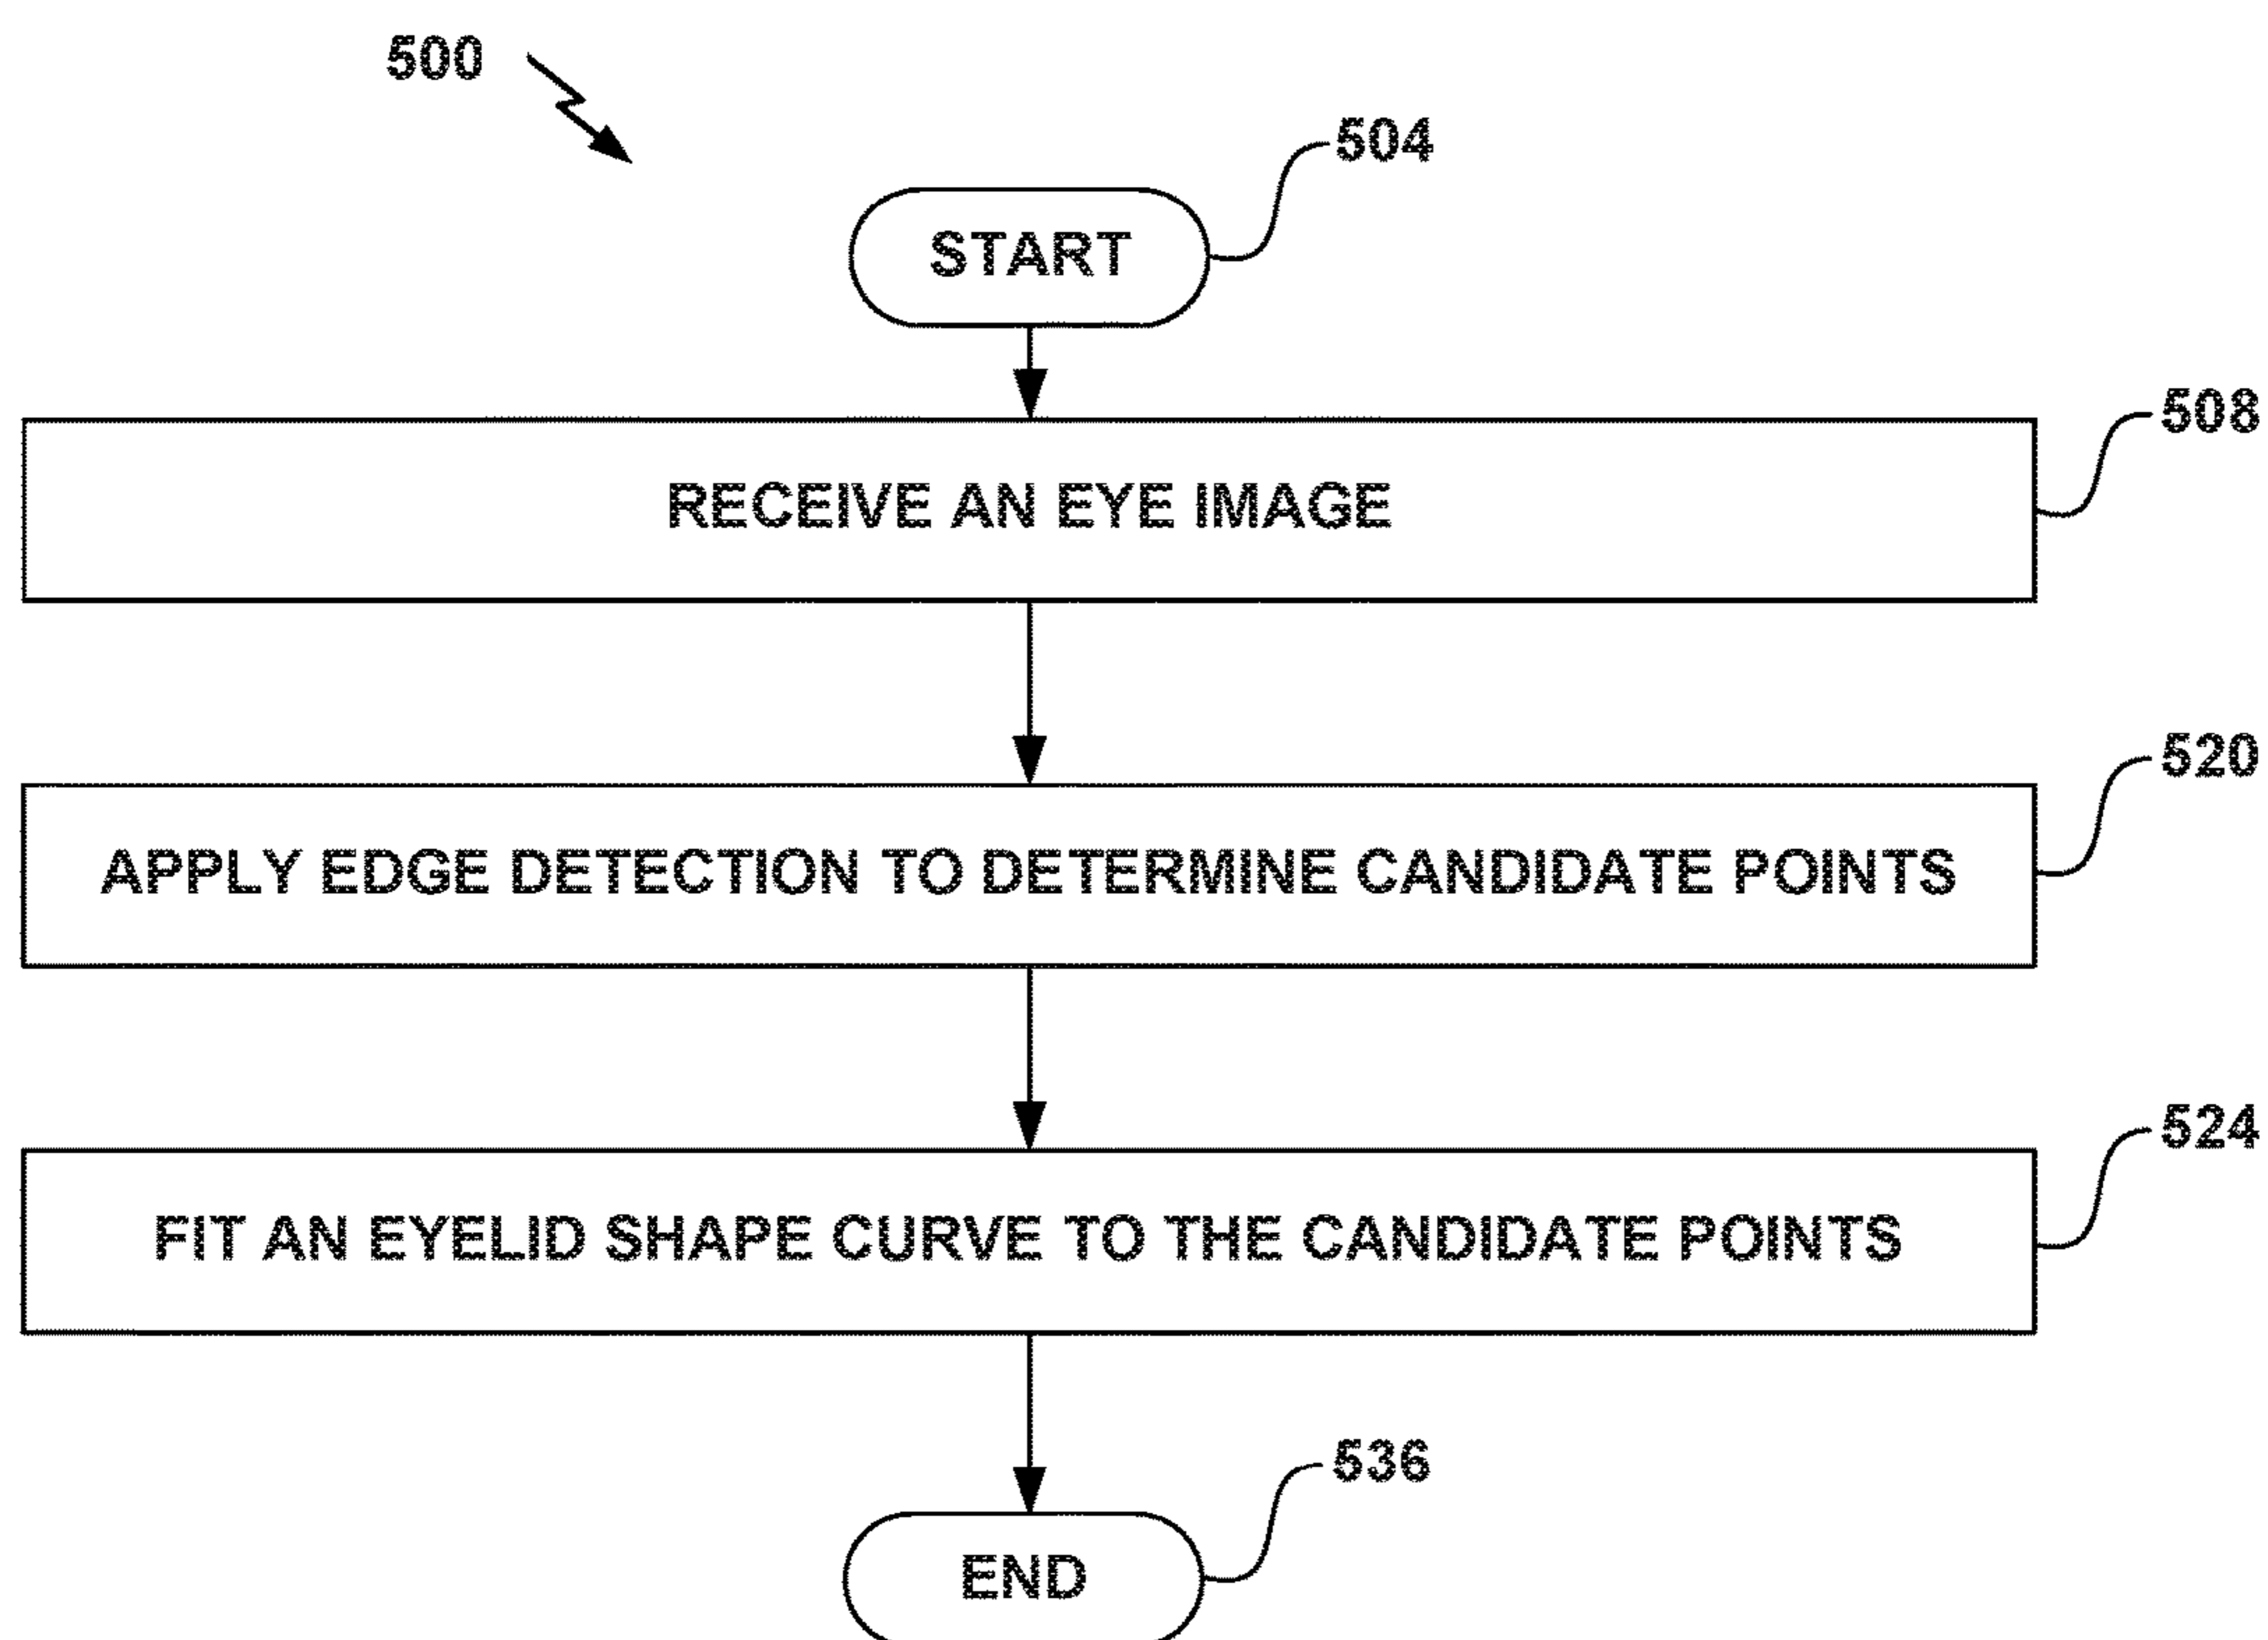 500
504
START
508
RECEIVE AN EYE IMAGE
520
APPLY EDGE DETECTION TO DETERMINE CANDIDATE POINTS
524
FIT AN EYELID SHAPE CURVE TO THE CANDIDATE POINTS
536
END